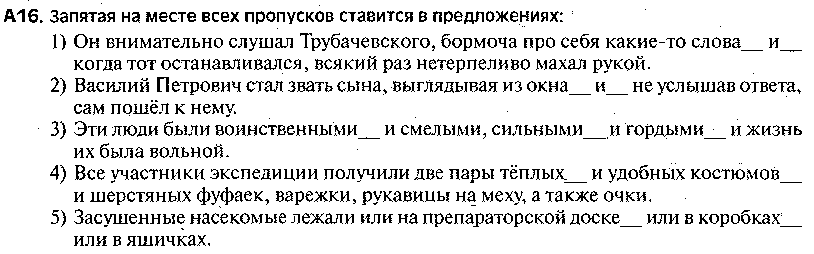 А16. Запятая на месте всех пропусков ставится в предложениях:
1) Он внимательно слушал Трубачевского, бормоча про себя какие-то слова__ и__
когда тот останавливался, всякий раз нетерпеливо махал рукой.
2) Василий Петрович стал звать сына, выглядывая из окна__ и__ не услышав ответа,
сам пошёл к нему.
3) Эти люди были воинственными__ и смелыми, сильными__ и гордыми__ и жизнь
их была вольной.
4) Все участники экспедиции получили две пары тёплых__ и удобных костюмов__
и шерстяных фуфаек, варежки, рукавицы на меху, а также очки.
5) Засушенные насекомые лежали или на препараторской доске__ или в коробках__
или в ящичках.